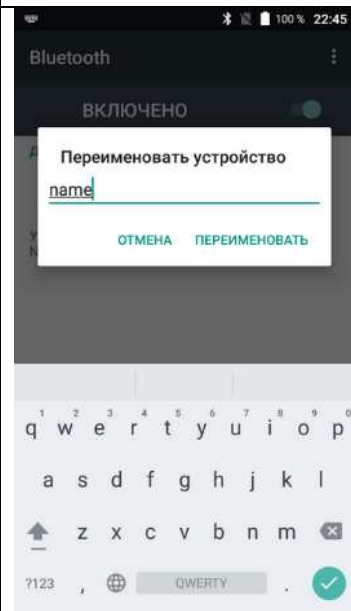 100 % 22:45
Bluetooth
ВКЛЮЧЕНО
Переименовать устройство
name
ОТМЕНА ПЕРЕИМЕНОВАТЬ
1 2 3 4 5 6 7 8 9 0
q w e r t y u i o p
a s d f g h j k l
z x c v b n m
?123 , QWERTY .